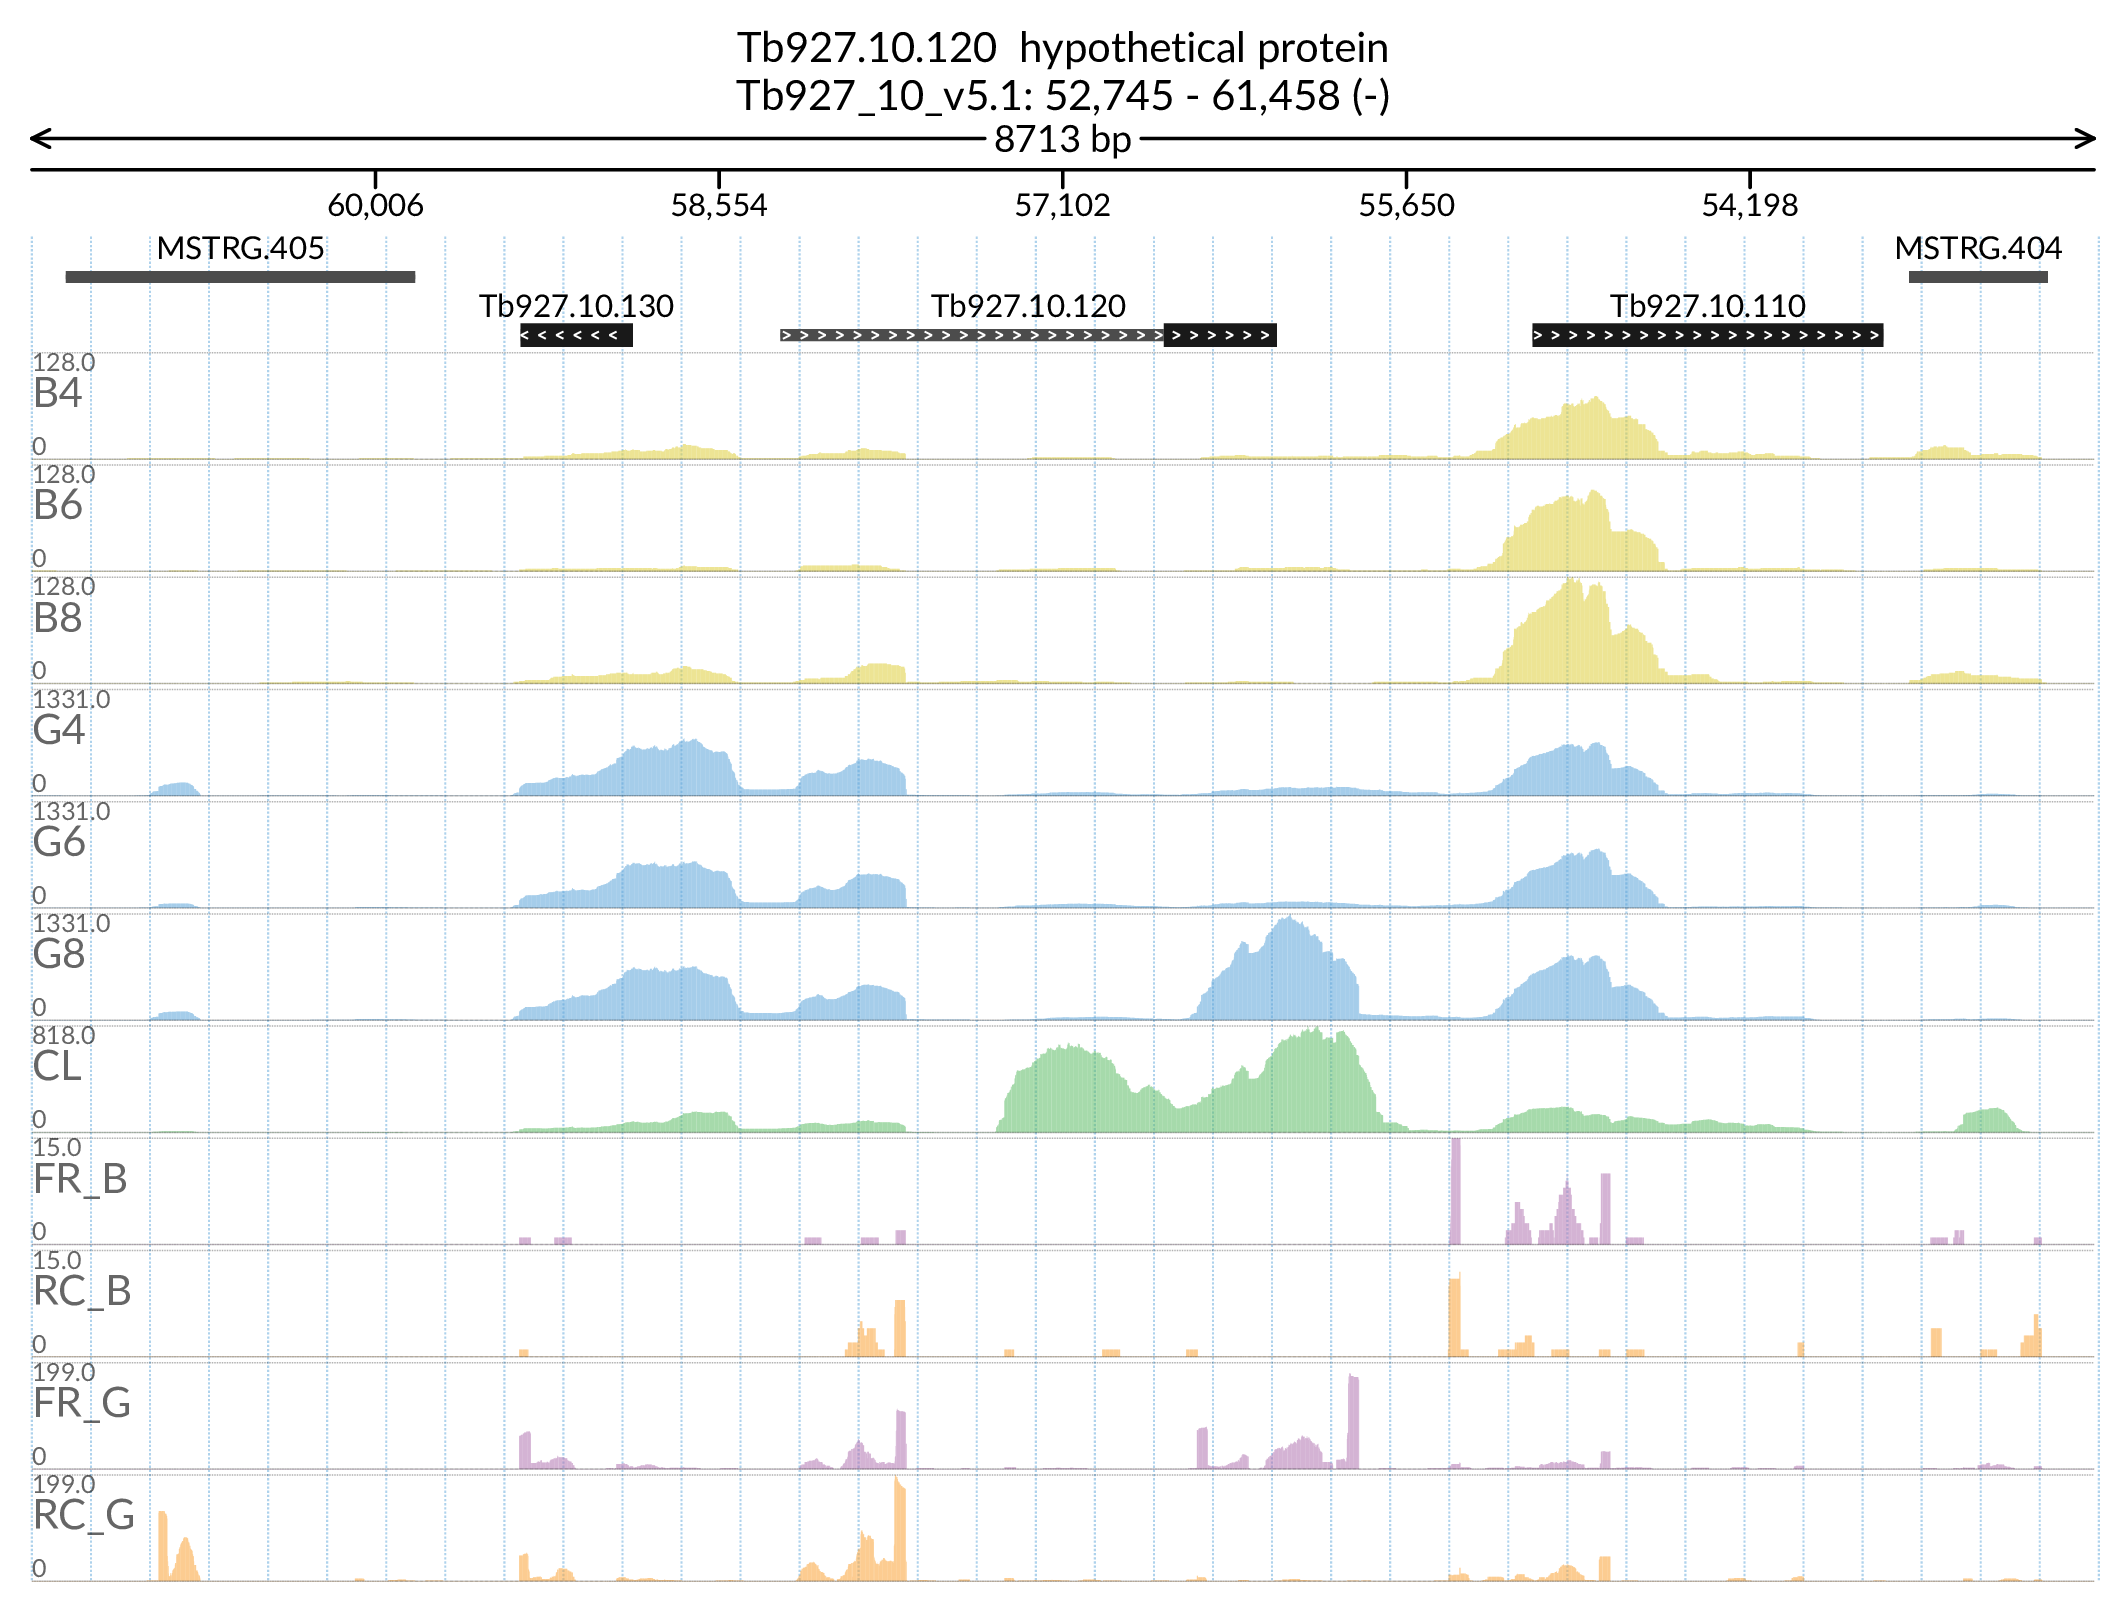 Tb927.10.120  hypothetical protein
Tb927_10_v5.1: 52,745 - 61,458 (-)
8713 bp
60,006 58,554 57,102 55,650 54,198
MSTRG.405 MSTRG.404
Tb927.10.130 Tb927.10.120 Tb927.10.110
128.0
B4
0
128.0
B6
0
128.0
B8
0
1331.0
G4
0
1331.0
G6
0
1331.0
G8
0
818.0
CL
0
15.0
FR_B
0
15.0
RC_B
0
199.0
FR_G
0
199.0
RC_G
0